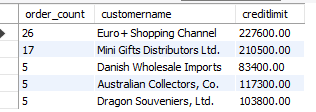 order_count customername creditlimit
26 Euro+ Shopping Channel 227600.00
17 Mini Gifts Distributors Ltd. 210500.00
5 Danish Wholesale Imports 83400.00
5 Australian Collectors, Co. 117300.00
5 Dragon Souveniers, Ltd. 103800.00